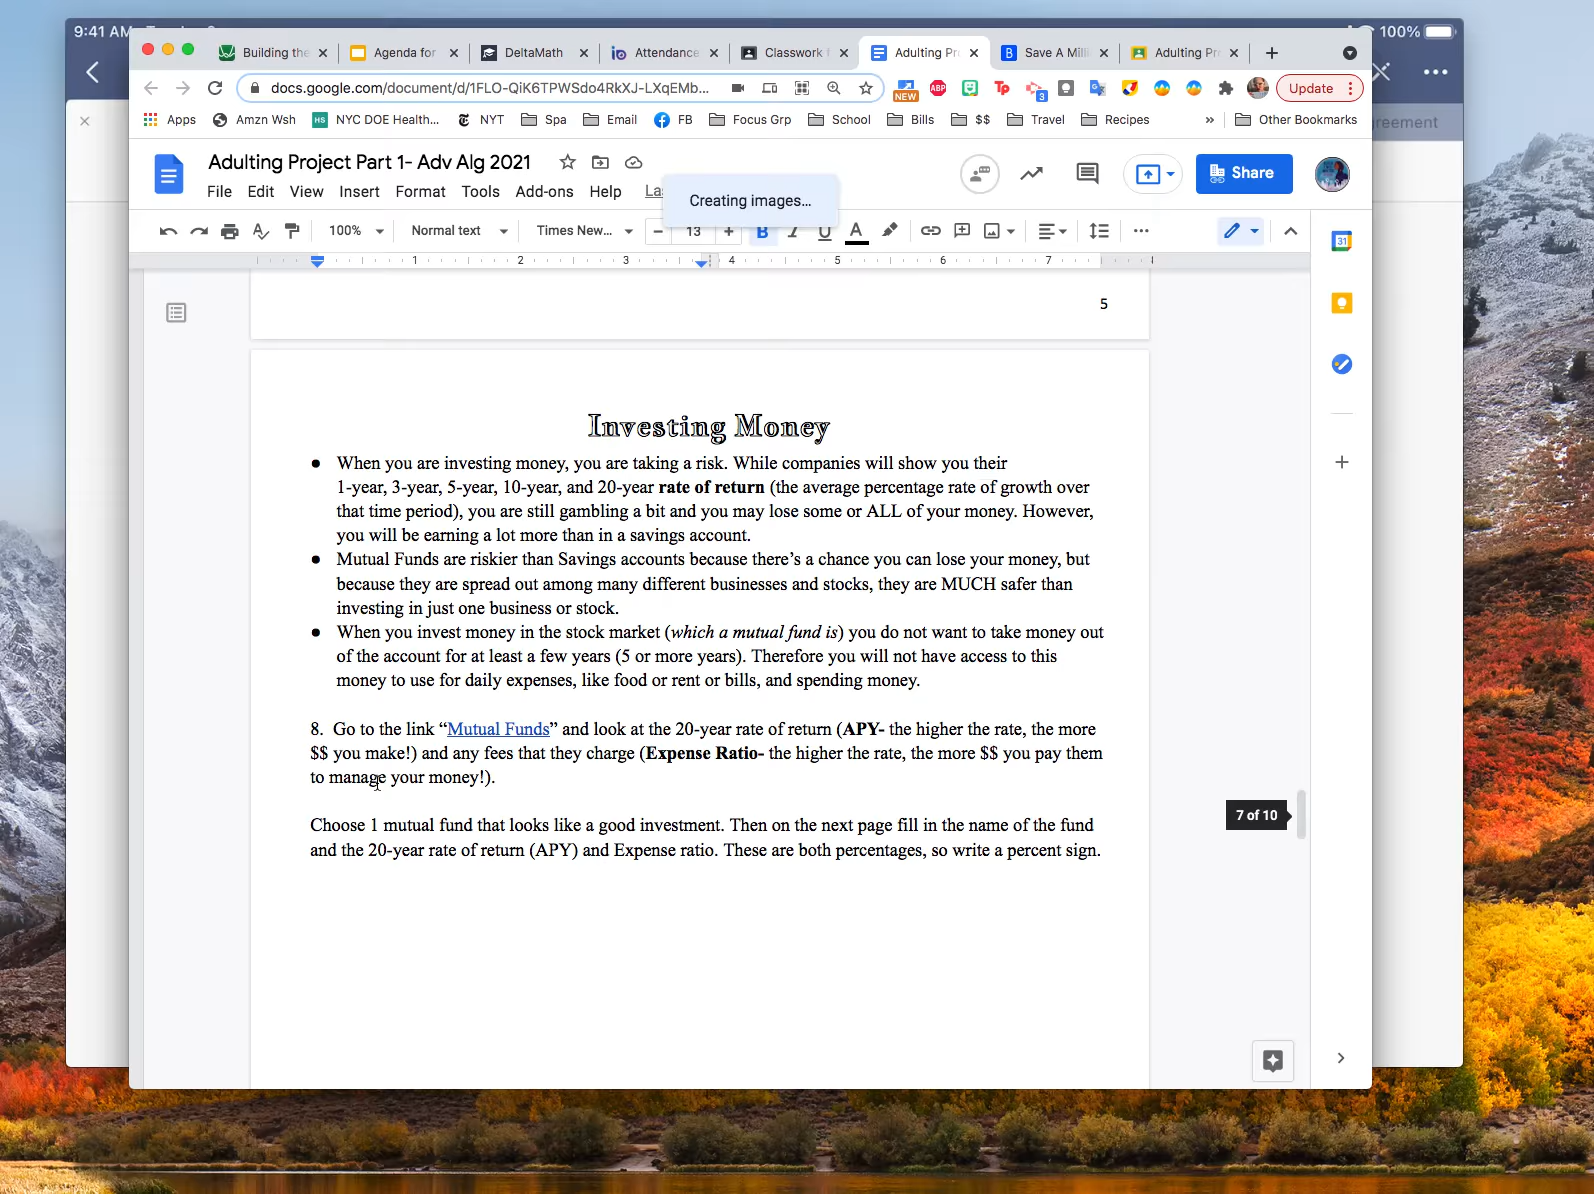 9:41 AM
100%
Building the
Agenda for
DeltaMath
Attendance
Classwork
Adulting Pr
Save A Milli
Adulting Pr
docs.google.com/document/d/1FLO-QiK6TPWSdo4RkXJ-LXqEMb...
NEW
ABP
3
Update
Apps
Amzn Wsh
HS
NYC DOE Health...
NYT
Spa
Email
FB
Focus Grp
School
Bills
$$
Travel
Recipes
»
Other Bookmarks
reement
Adulting Project Part 1- Adv Alg 2021
File Edit View Insert Format Tools Add-ons Help Las
Creating images...
Share
100%
Normal text
Times New...
13
B I U A
31
1 2 3 4 5 6 7
5
Investing Money
● When you are investing money, you are taking a risk. While companies will show you their
1-year, 3-year, 5-year, 10-year, and 20-year rate of return (the average percentage rate of growth over
that time period), you are still gambling a bit and you may lose some or ALL of your money. However,
you will be earning a lot more than in a savings account.
● Mutual Funds are riskier than Savings accounts because there’s a chance you can lose your money, but
because they are spread out among many different businesses and stocks, they are MUCH safer than
investing in just one business or stock.
● When you invest money in the stock market (which a mutual fund is) you do not want to take money out
of the account for at least a few years (5 or more years). Therefore you will not have access to this
money to use for daily expenses, like food or rent or bills, and spending money.
8. Go to the link “Mutual Funds” and look at the 20-year rate of return (APY- the higher the rate, the more
$$ you make!) and any fees that they charge (Expense Ratio- the higher the rate, the more $$ you pay them
to manage your money!).
7 of 10
Choose 1 mutual fund that looks like a good investment. Then on the next page fill in the name of the fund
and the 20-year rate of return (APY) and Expense ratio. These are both percentages, so write a percent sign.